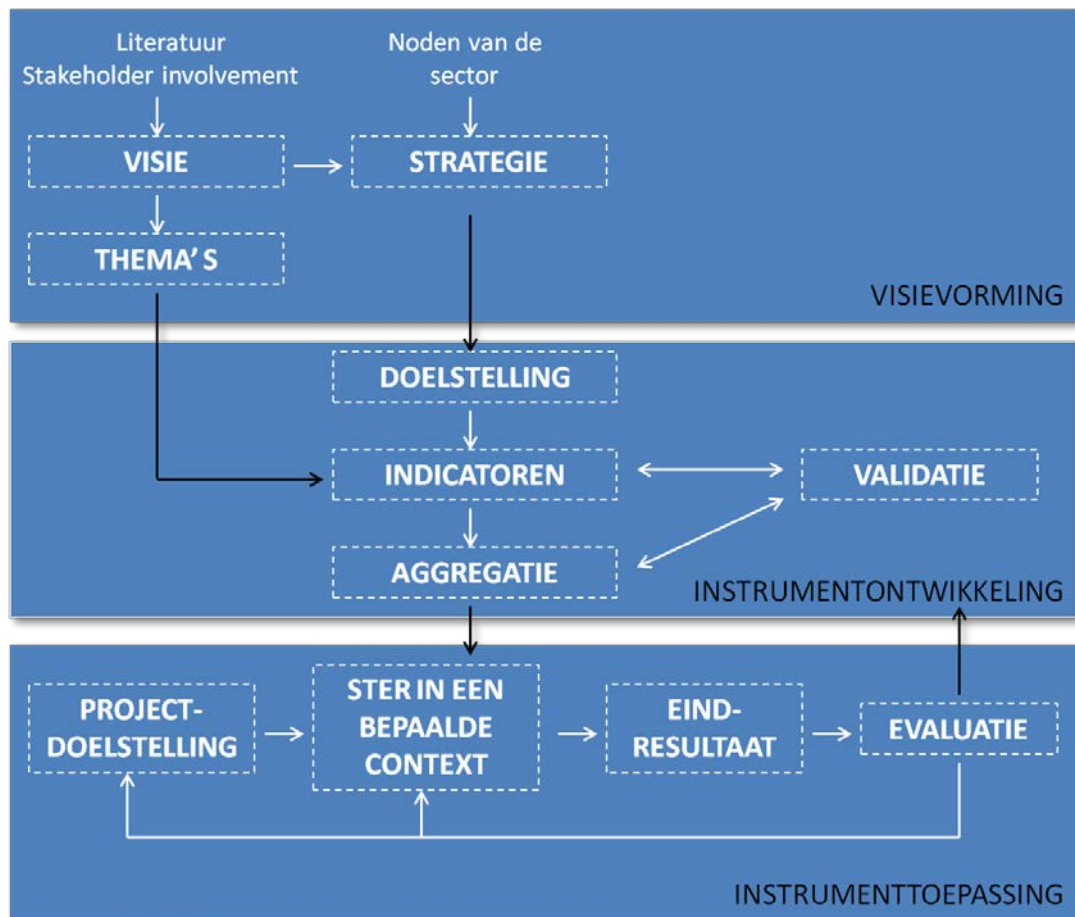 Literatuur
Stakeholder involvement
Noden van de
sector
VISIE
STRATEGIE
THEMA'S
VISIEVORMING
DOELSTELLING
INDICATOREN
VALIDATIE
AGGREGATIE
INSTRUMENTONTWIKKELING
PROJECT-
DOELSTELLING
STER IN EEN
BEPAALDE
CONTEXT
EIND-
RESULTAAT
EVALUATIE
INSTRUMENTTOEPASSING